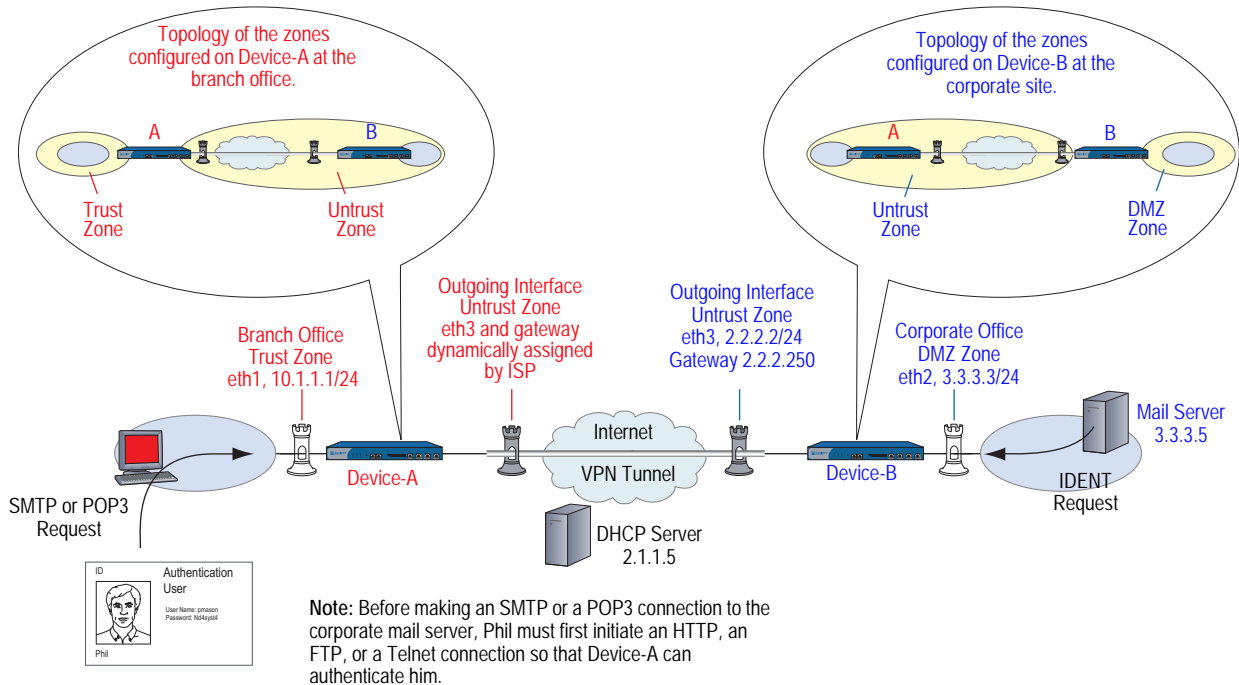 Topology of the zones
configured on Device-A at the
branch office.
A
B
Trust
Zone
Untrust
Zone
Topology of the zones
configured on Device-B at the
corporate site.
A
B
Untrust
Zone
DMZ
Zone
Branch Office
Trust Zone
eth1, 10.1.1.1/24
Outgoing Interface
Untrust Zone
eth3 and gateway
dynamically assigned
by ISP
Outgoing Interface
Untrust Zone
eth3, 2.2.2.2/24
Gateway 2.2.2.250
Corporate Office
DMZ Zone
eth2, 3.3.3.3/24
Mail Server
3.3.3.5
SMTP or POP3
Request
Device-A
Internet
VPN Tunnel
Device-B
IDENT
Request
DHCP Server
2.1.1.5
ID
Authentication
User
User Name: pmason
Password: Nd4syst4
Phil
Note: Before making an SMTP or a POP3 connection to the
corporate mail server, Phil must first initiate an HTTP, an
FTP, or a Telnet connection so that Device-A can
authenticate him.